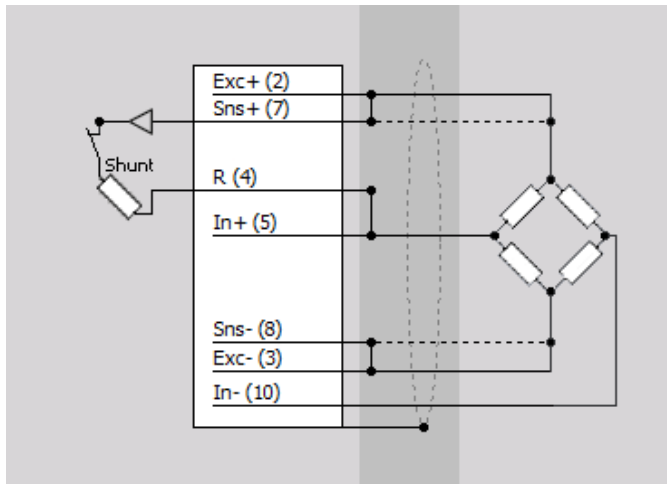 Exc+ (2)
Sns+ (7)
Shunt
R (4)
In+ (5)
Sns- (8)
Exc- (3)
In- (10)